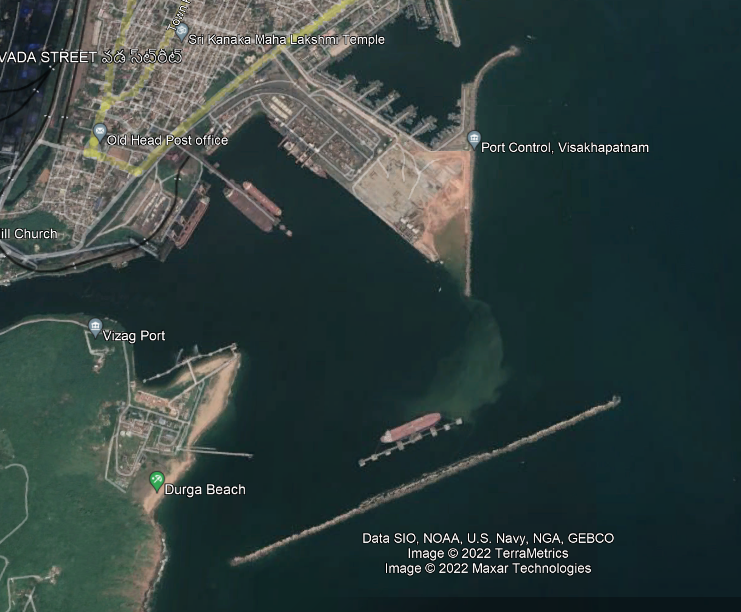 Town
Sri Kanaka Maha Lakshmi Temple
VADA STREET వడ స్ట్రీట్
Old Head Post office
Port Control, Visakhapatnam
ill Church
Vizag Port
Durga Beach
Data SIO, NOAA, U.S. Navy, NGA, GEBCO
Image © 2022 TerraMetrics
Image © 2022 Maxar Technologies